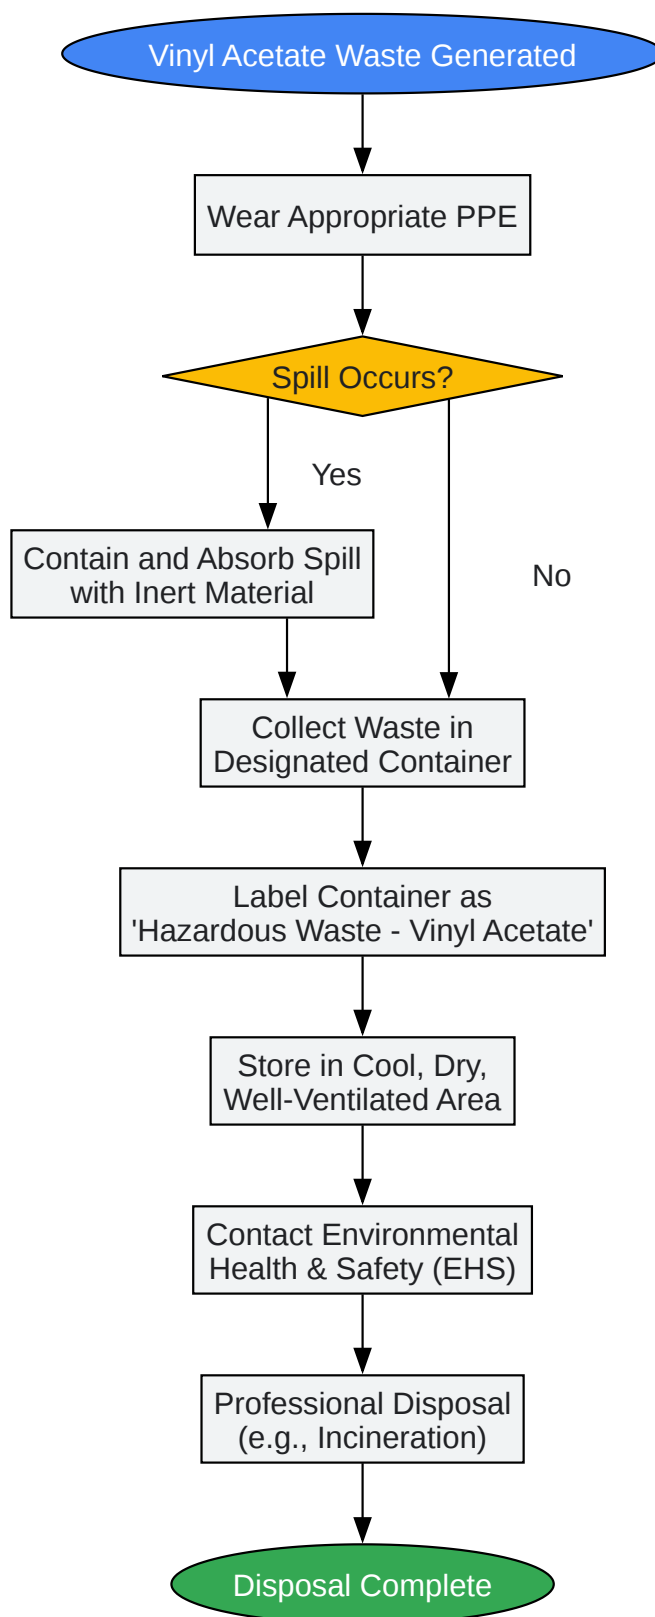 Vinyl Acetate Waste Generated
Wear Appropriate PPE
Spill Occurs?
Yes
Contain and Absorb Spill
with Inert Material
No
Collect Waste in
Designated Container
Label Container as
'Hazardous Waste - Vinyl Acetate'
Store in Cool, Dry,
Well-Ventilated Area
Contact Environmental
Health & Safety (EHS)
Professional Disposal
(e.g., Incineration)
Disposal Complete